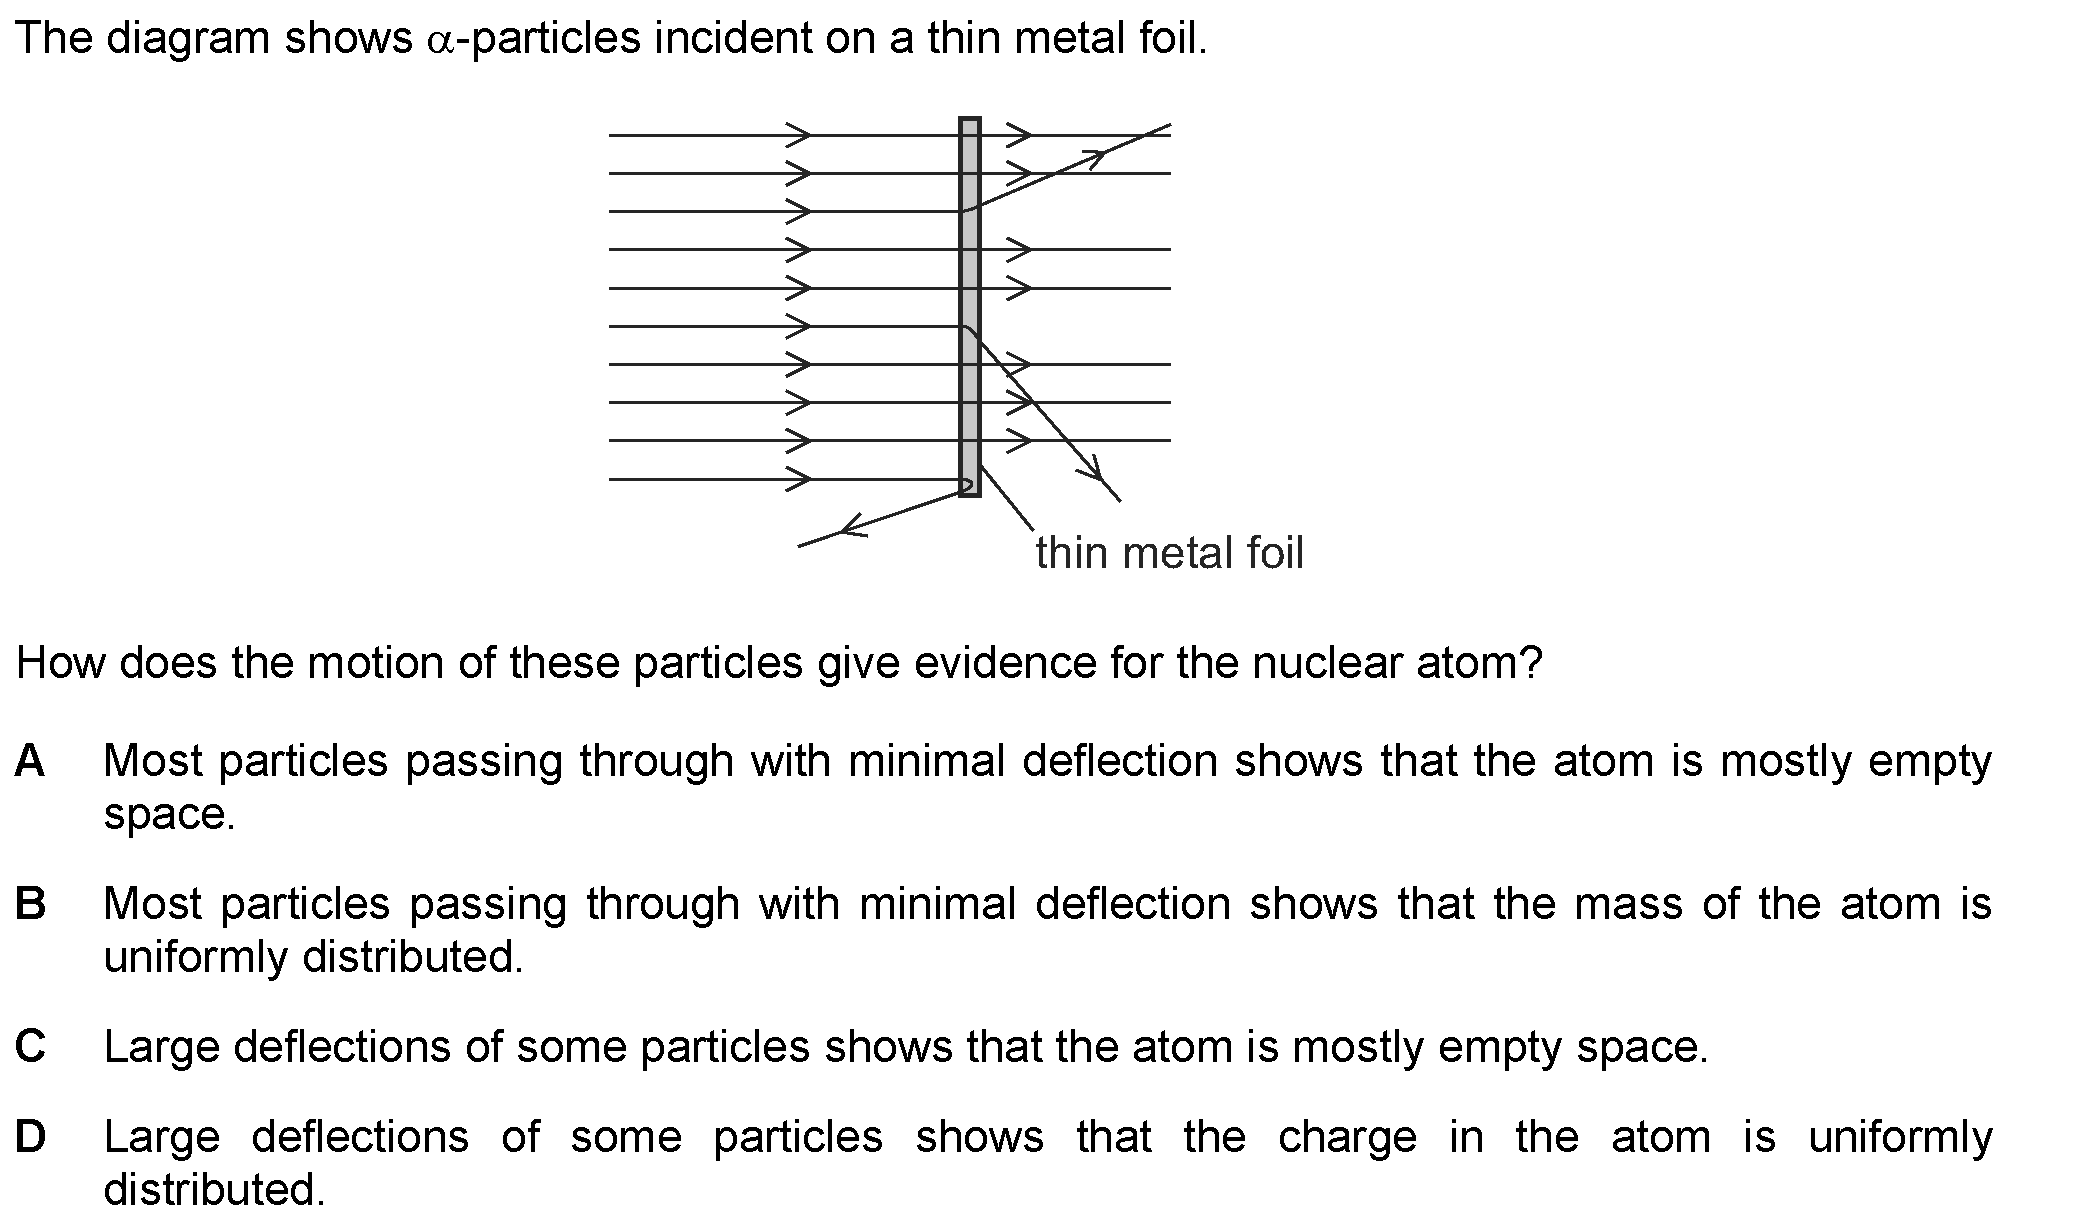 The diagram shows α-particles incident on a thin metal foil.
thin metal foil
How does the motion of these particles give evidence for the nuclear atom?
A Most particles passing through with minimal deflection shows that the atom is mostly empty
space.
B Most particles passing through with minimal deflection shows that the mass of the atom is
uniformly distributed.
C Large deflections of some particles shows that the atom is mostly empty space.
D Large deflections of some particles shows that the charge in the atom is uniformly
distributed.